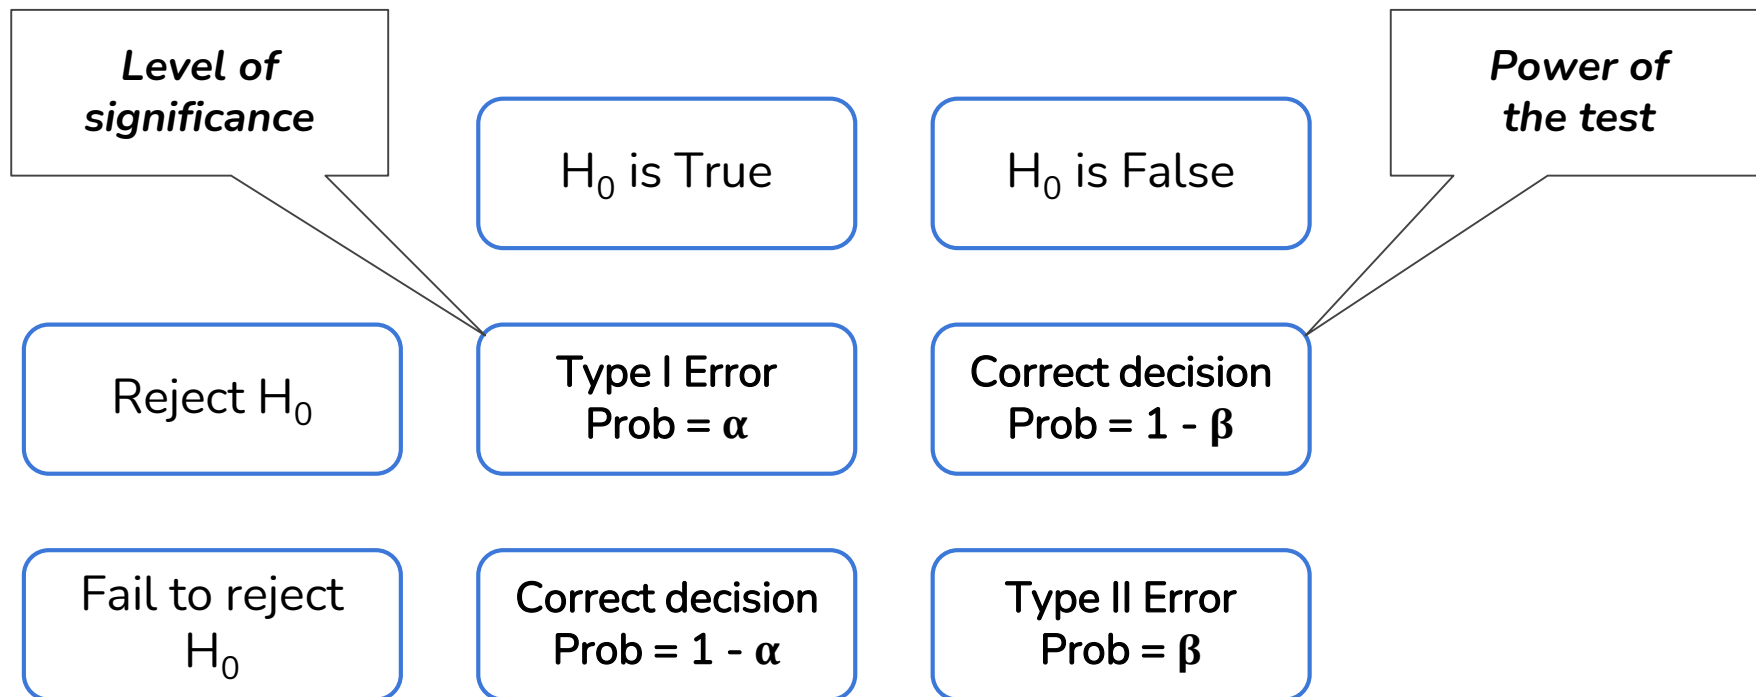 Level of
significance
Power of
the test
H₀ is True
H₀ is False
Reject H₀
Type I Error
Prob = α
Correct decision
Prob = 1 - β
Fail to reject
H₀
Correct decision
Prob = 1 - α
Type II Error
Prob = β